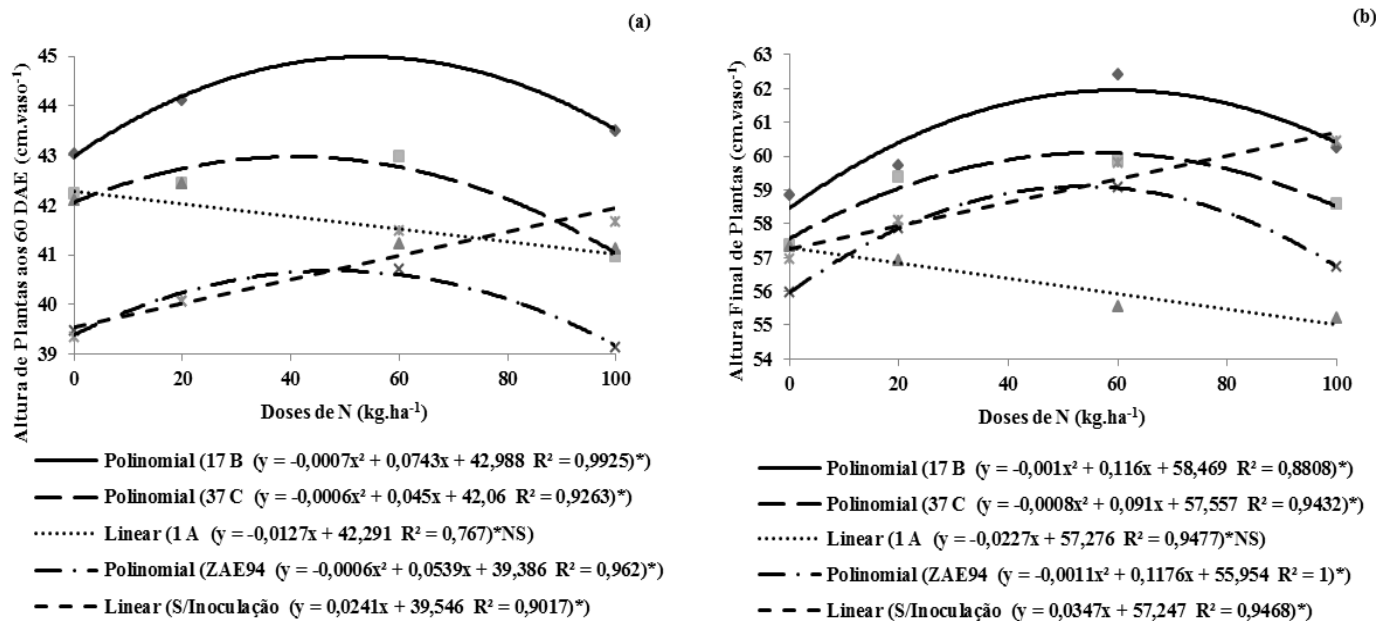 (a)
Altura de Plantas aos 60 DAE (cm.vaso⁻¹)
45
44
43
42
41
40
39
0 20 40 60 80 100
Doses de N (kg.ha⁻¹)
Polinomial (17 B (y = -0,0007x² + 0,0743x + 42,988 R² = 0,9925)*)
Polinomial (37 C (y = -0,0006x² + 0,045x + 42,06 R² = 0,9263)*)
Linear (1 A (y = -0,0127x + 42,291 R² = 0,767)*NS)
Polinomial (ZAE94 (y = -0,0006x² + 0,0539x + 39,386 R² = 0,962)*)
Linear (S/Inoculação (y = 0,0241x + 39,546 R² = 0,9017)*)
(b)
Altura Final de Plantas (cm.vaso⁻¹)
63
62
61
60
59
58
57
56
55
54
0 20 40 60 80 100
Doses de N (kg.ha⁻¹)
Polinomial (17 B (y = -0,001x² + 0,116x + 58,469 R² = 0,8808)*)
Polinomial (37 C (y = -0,0008x² + 0,091x + 57,557 R² = 0,9432)*)
Linear (1 A (y = -0,0227x + 57,276 R² = 0,9477)*NS)
Polinomial (ZAE94 (y = -0,0011x² + 0,1176x + 55,954 R² = 1)*)
Linear (S/Inoculação (y = 0,0347x + 57,247 R² = 0,9468)*)